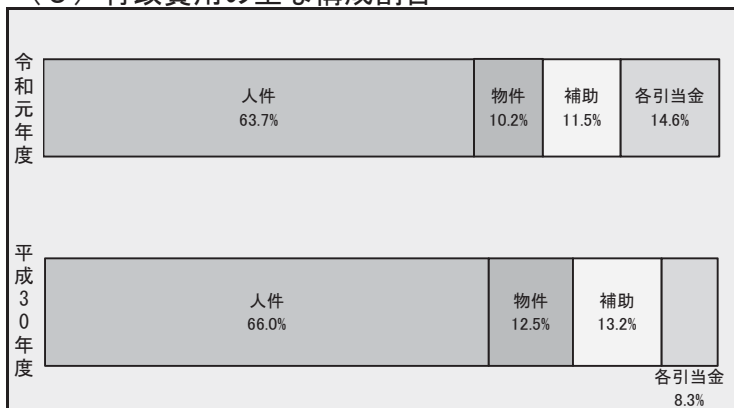 令和元年度
人件
63.7%
物件
10.2%
補助
11.5%
各引当金
14.6%
平成30年度
人件
66.0%
物件
12.5%
補助
13.2%
各引当金
8.3%